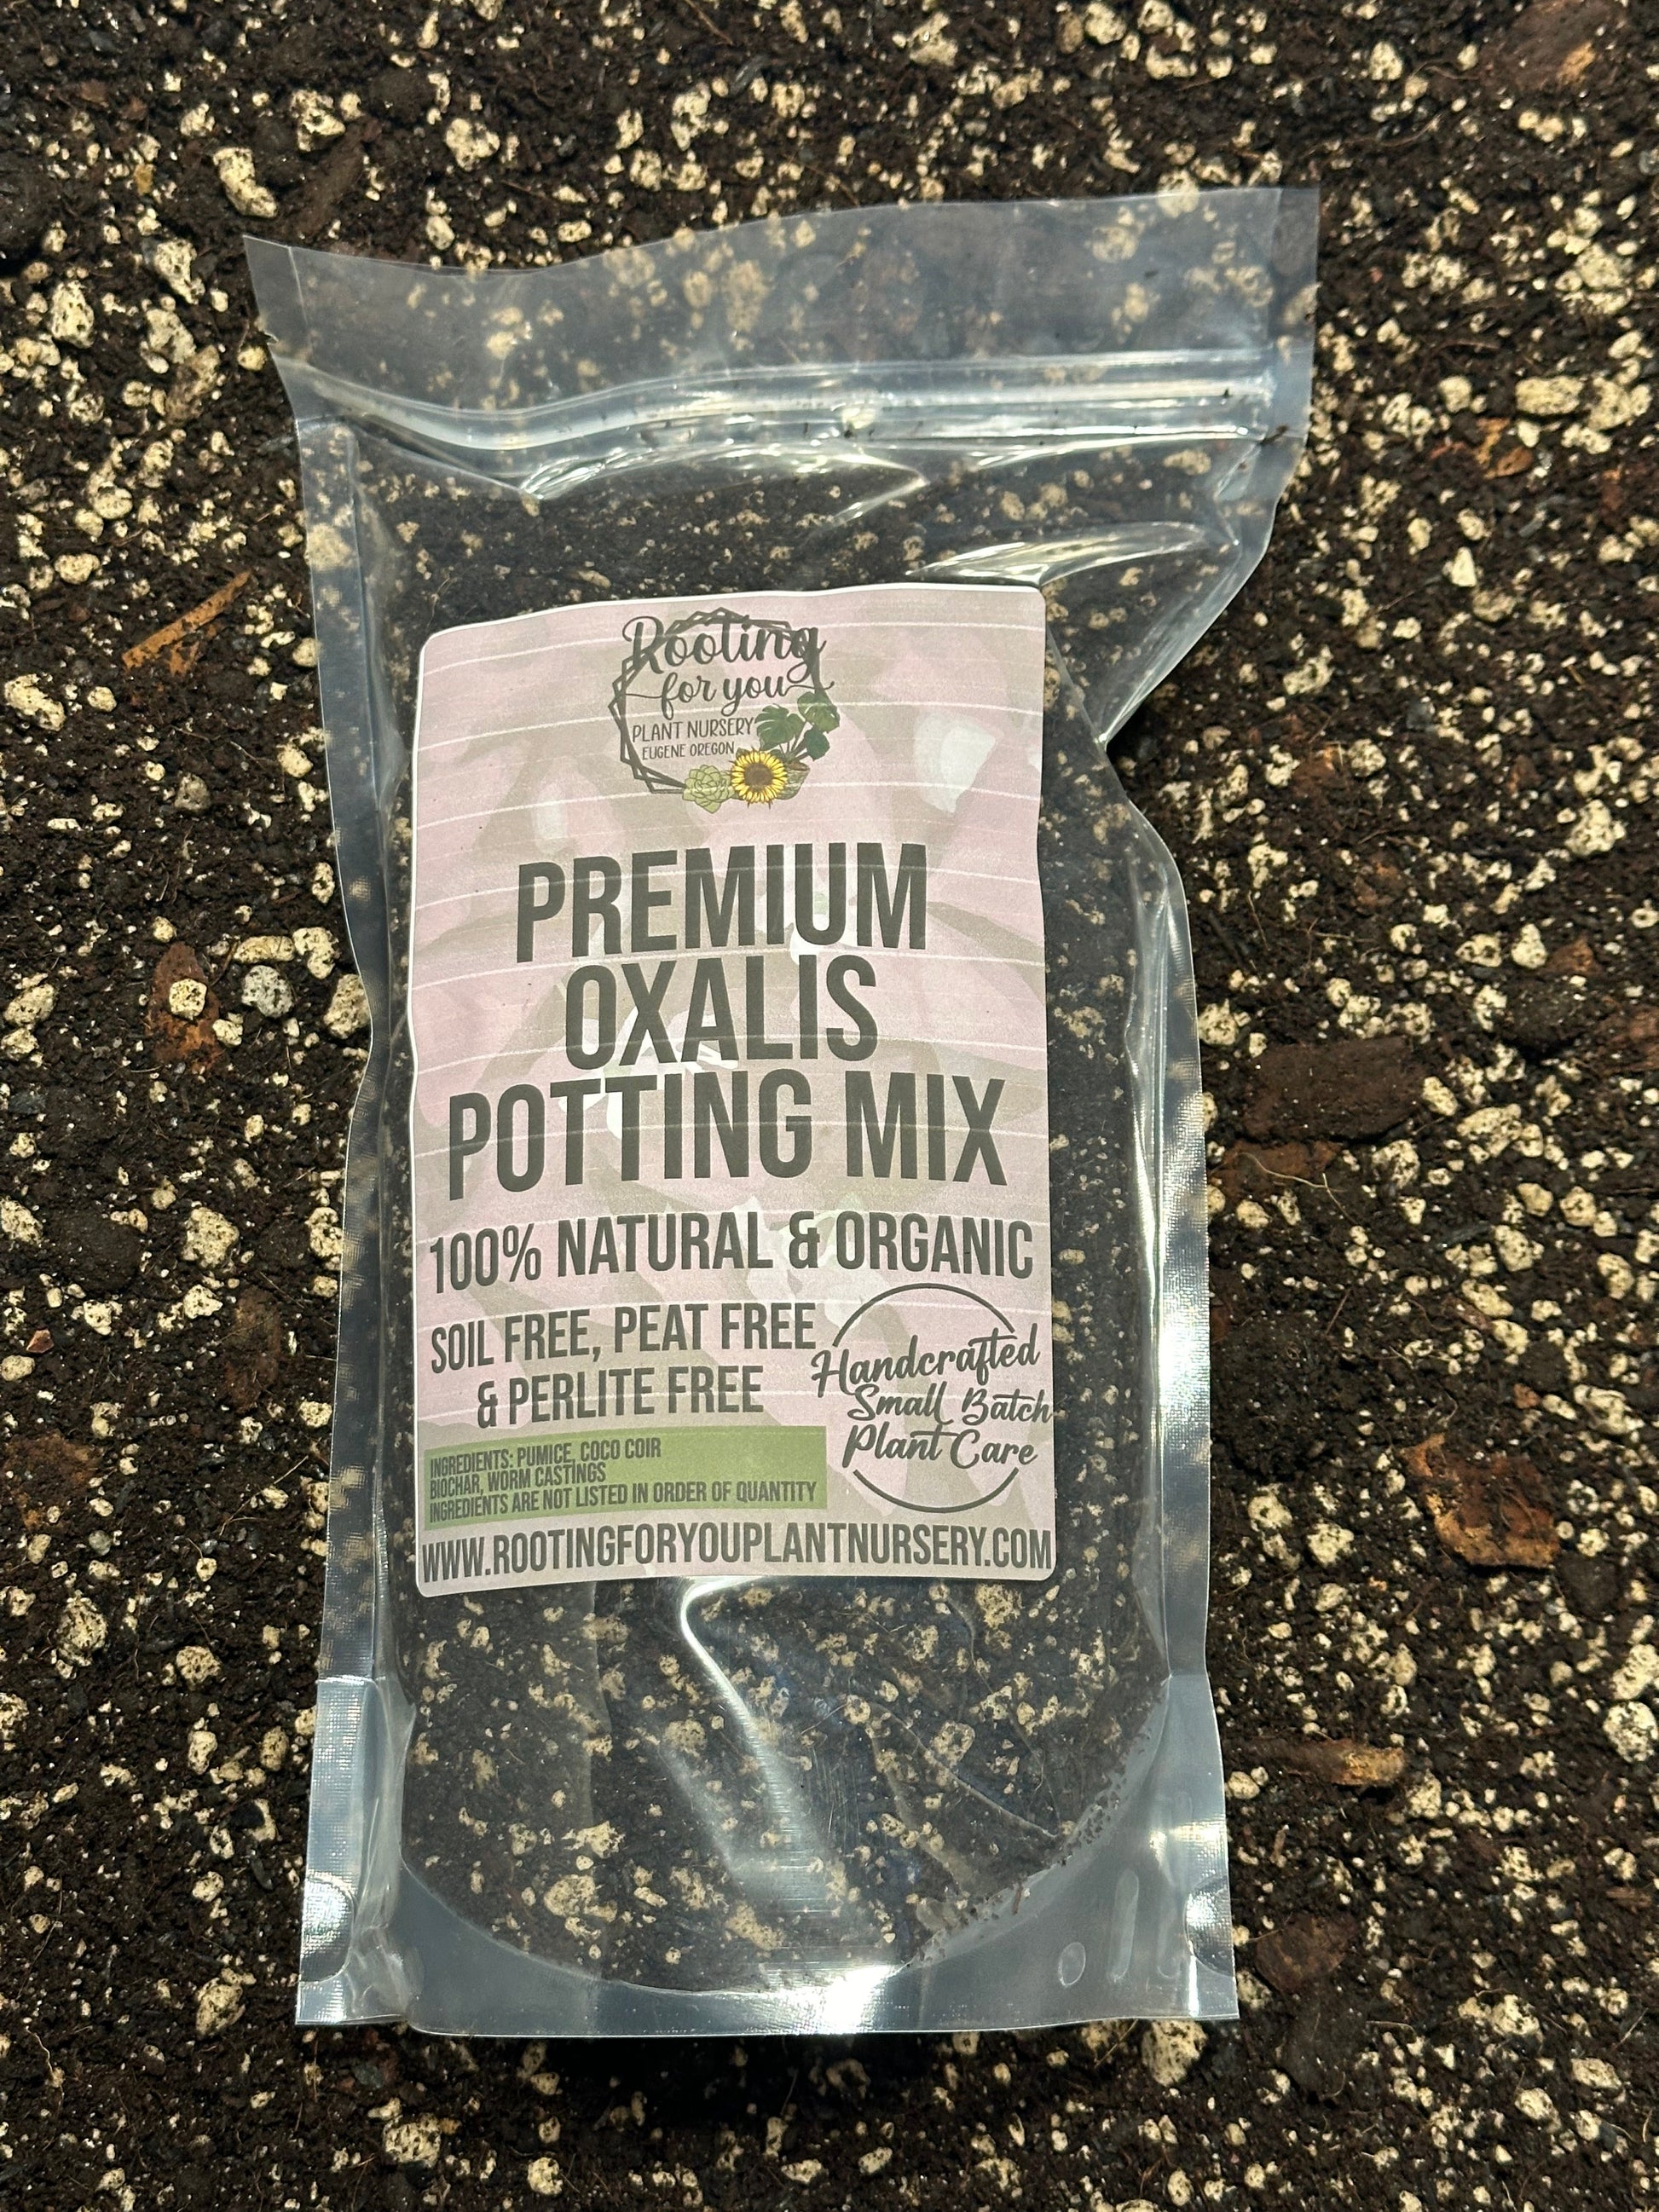 Rooting
for you
PLANT NURSERY
EUGENE OREGON
PREMIUM
OXALIS
POTTING MIX
100% NATURAL & ORGANIC
SOIL FREE, PEAT FREE
& PERLITE FREE
Handcrafted
Small Batch
Plant Care
INGREDIENTS: PUMICE, COCO COIR
BIOCHAR, WORM CASTINGS
INGREDIENTS ARE NOT LISTED IN ORDER OF QUANTITY
WWW.ROOTINGFORYOUPLANTNURSERY.COM